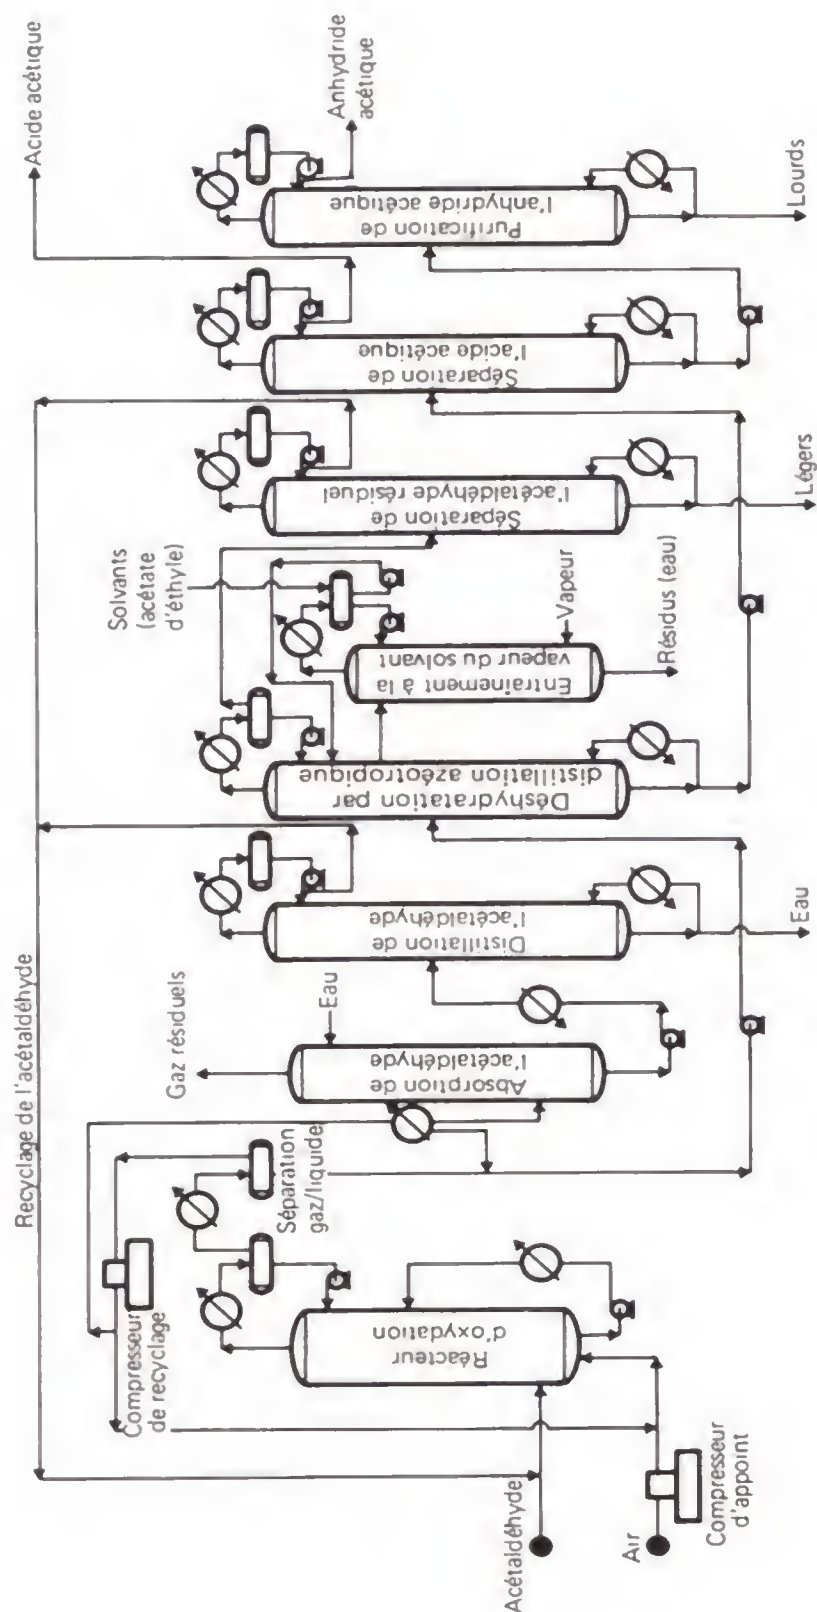 Recyclage de l'acétaldéhyde
Acétaldéhyde
Air
Compresseur
d'appoint
Compresseur
de recyclage
Réacteur
d'oxydation
Séparation
gaz/liquide
Gaz résiduels
Eau
Absorption de
l'acétaldéhyde
Distillation de
l'acétaldéhyde
Eau
Déshydratation par
distillation azéotropique
Solvants
(acétate
d'éthyle)
Entraînement à la
vapeur du solvant
Vapeur
Résidus (eau)
Séparation de
l'acétaldéhyde résiduel
Légers
Séparation de
l'acide acétique
Acide acétique
Purification de
l'anhydride acétique
Anhydride
acétique
Lourds